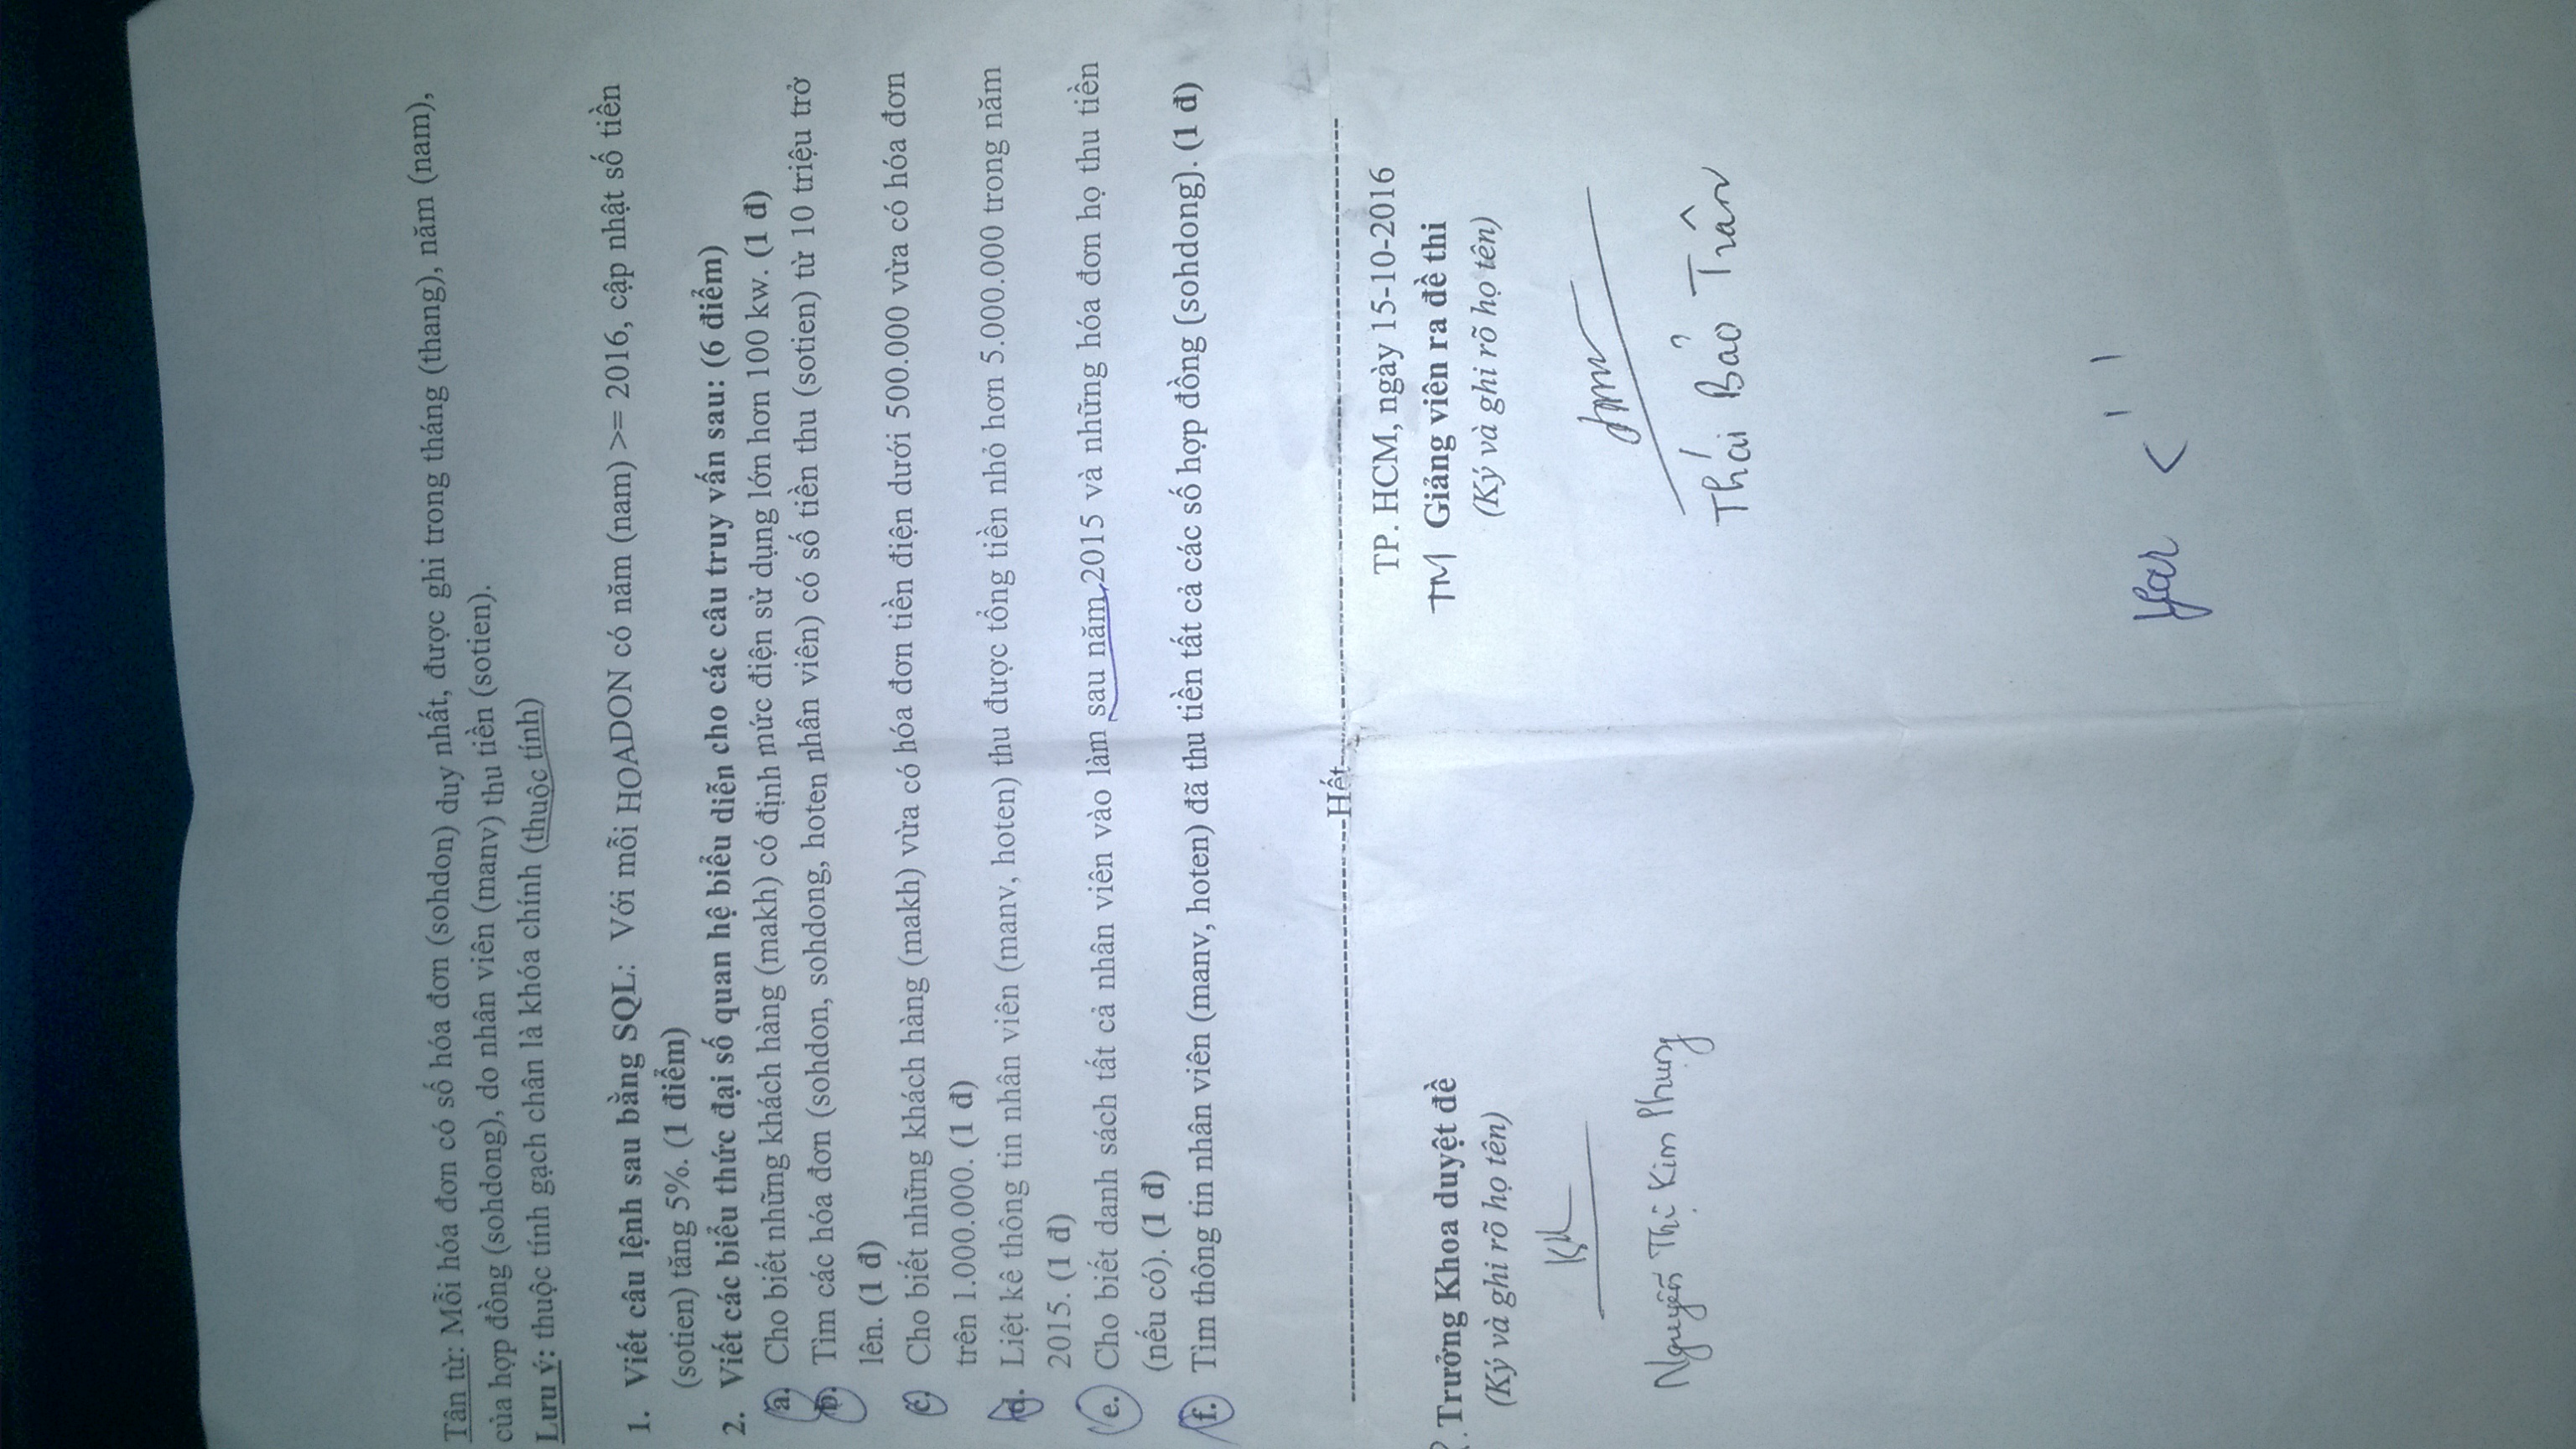 Tân từ: Mỗi hóa đơn có số hóa đơn (sohdon) duy nhất, được ghi trong tháng (thang), năm (nam),
của hợp đồng (sohdong), do nhân viên (manv) thu tiền (sotien).
Lưu ý: thuộc tính gạch chân là khóa chính (thuộc tính)
1. Viết câu lệnh sau bằng SQL: Với mỗi HOADON có năm (nam) >= 2016, cập nhật số tiền
(sotien) tăng 5%. (1 điểm)
2. Viết các biểu thức đại số quan hệ biểu diễn cho các câu truy vấn sau: (6 điểm)
a. Cho biết những khách hàng (makh) có định mức điện sử dụng lớn hơn 100 kw. (1 đ)
b. Tìm các hóa đơn (sohdon, sohdong, hoten nhân viên) có số tiền thu (sotien) từ 10 triệu trở
lên. (1 đ)
c. Cho biết những khách hàng (makh) vừa có hóa đơn tiền điện dưới 500.000 vừa có hóa đơn
trên 1.000.000. (1 đ)
d. Liệt kê thông tin nhân viên (manv, hoten) thu được tổng tiền nhỏ hơn 5.000.000 trong năm
2015. (1 đ)
e. Cho biết danh sách tất cả nhân viên vào làm sau năm 2015 và những hóa đơn họ thu tiền
(nếu có). (1 đ)
f. Tìm thông tin nhân viên (manv, hoten) đã thu tiền tất cả các số hợp đồng (sohdong). (1 đ)
Hết
TP. HCM, ngày 15-10-2016
Trưởng Khoa duyệt đề TM Giảng viên ra đề thi
(Ký và ghi rõ họ tên) (Ký và ghi rõ họ tên)
Nguyễn Thị Kim Phụng Thái Bảo Trân
year < ' '